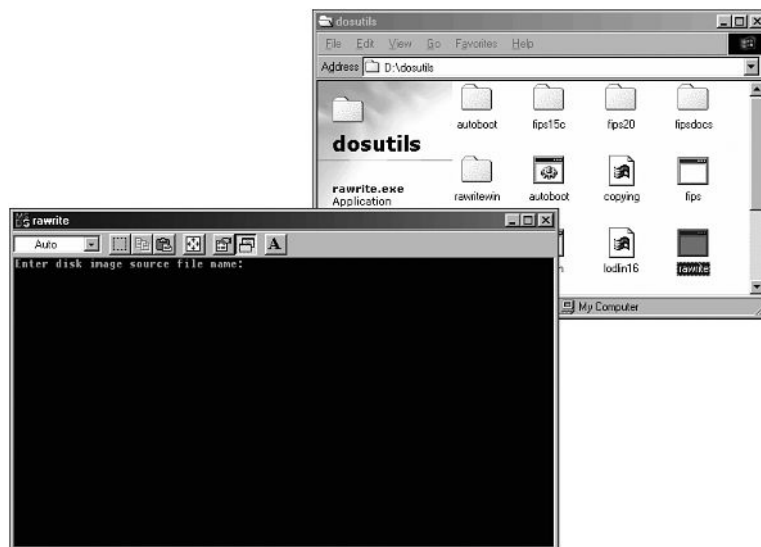 dosutils
File Edit View Go Favorites Help
Address D:\dosutils
dosutils
rawrite.exe
Application
autoboot fips15c fips20 fipsdocs
rawritewin autoboot copying fips
lodlin16 rawrite
My Computer
rawrite
Auto
A
Enter disk image source file name: